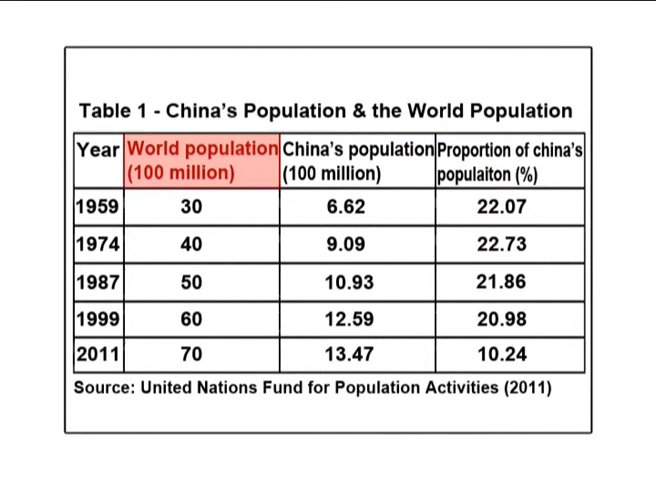 Table 1 - China's Population & the World Population
Year World population China's population Proportion of china's
(100 million) (100 million) populaiton (%)
1959 30 6.62 22.07
1974 40 9.09 22.73
1987 50 10.93 21.86
1999 60 12.59 20.98
2011 70 13.47 10.24
Source: United Nations Fund for Population Activities (2011)